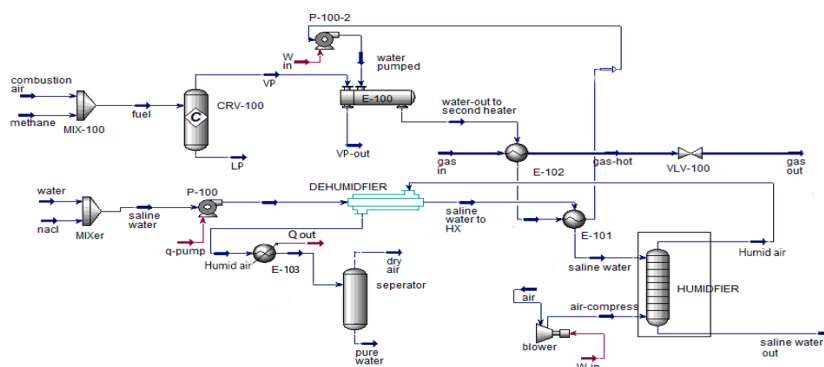 P-100-2
W
in
water
pumped
combustion
air
VP
E-100
CRV-100
C
water-out to
second heater
methane
MIX-100
fuel
LP
VP-out
gas
in
E-102
gas-hot
VLV-100
gas
out
water
P-100
DEHUMIDFIER
nacl
MIXer
saline
water
saline
water to
HX
E-101
q-pump
Q out
Humid air
E-103
dry
air
seperator
saline water
Humid air
HUMIDFIER
air
air-compress
blower
pure
water
saline water
out
W-in